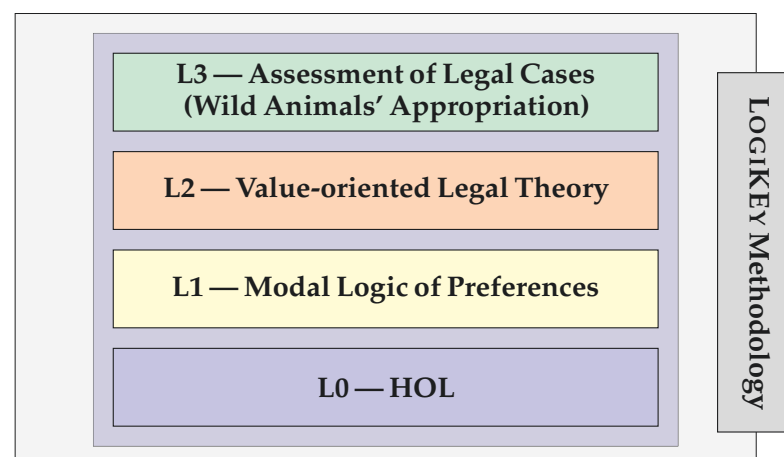 L3 — Assessment of Legal Cases
(Wild Animals’ Appropriation)
L2 — Value-oriented Legal Theory
L1 — Modal Logic of Preferences
L0 — HOL
LOGIKEY Methodology